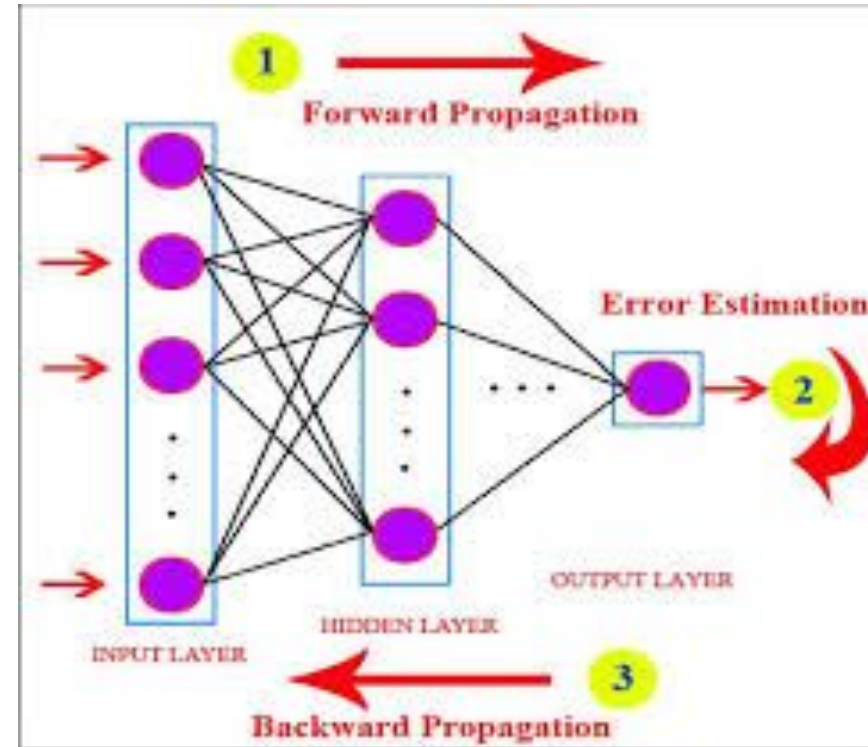 1
Forward Propagation
Error Estimation
2
OUTPUT LAYER
HIDDEN LAYER
INPUT LAYER
3
Backward Propagation